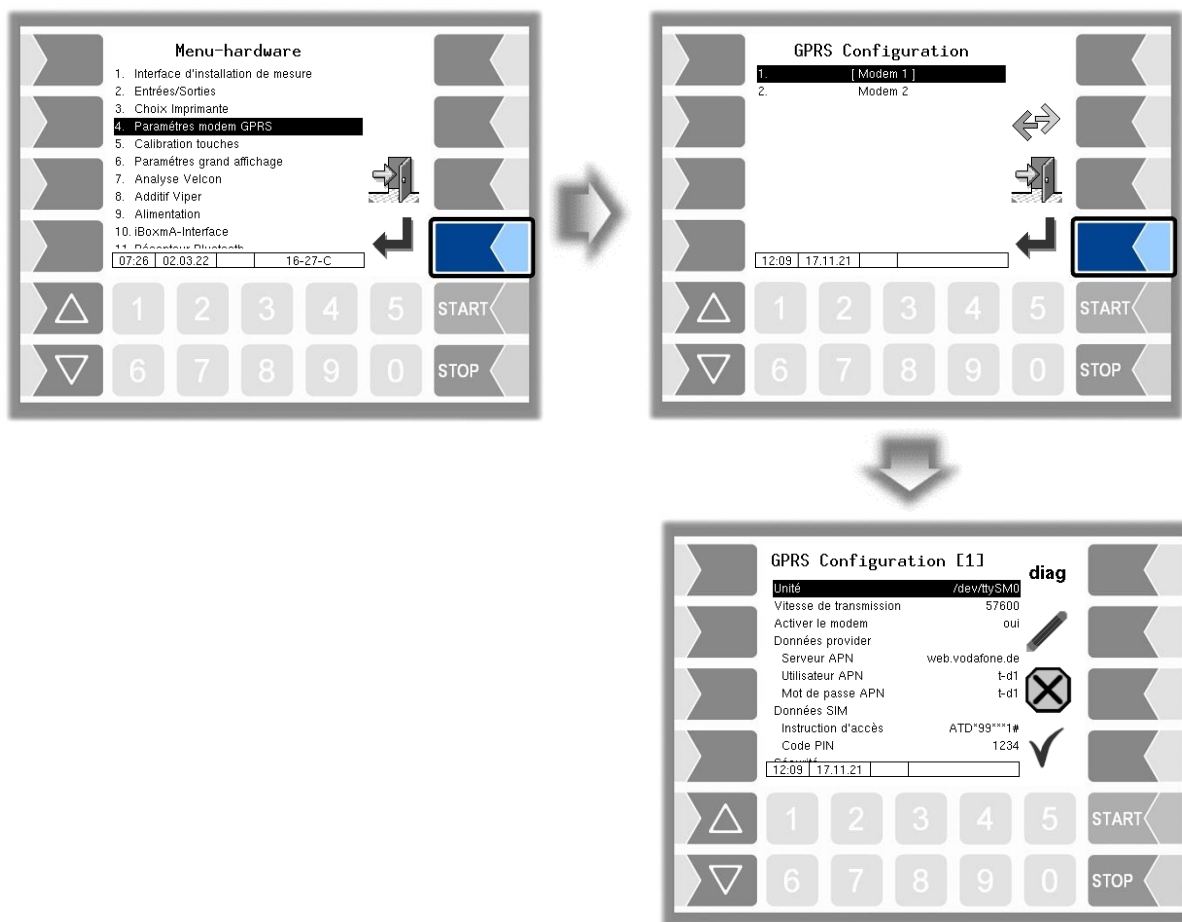 Menu-hardware
1. Interface d'installation de mesure
2. Entrées/Sorties
3. Choix Imprimante
4. Paramétres modem GPRS
5. Calibration touches
6. Paramétres grand affichage
7. Analyse Velcon
8. Additif Viper
9. Alimentation
10. iBoxmA-Interface
11. Récepteur Bluetooth
07:26 02.03.22 16-27-C
1 2 3 4 5 START
6 7 8 9 0 STOP
GPRS Configuration
1. [ Modem 1 ]
2. Modem 2
12:09 17.11.21
1 2 3 4 5 START
6 7 8 9 0 STOP
GPRS Configuration [1]
diag
Unité /dev/ttySM0
Vitesse de transmission 57600
Activer le modem oui
Données provider
Serveur APN web.vodafone.de
Utilisateur APN t-d1
Mot de passe APN t-d1
Données SIM
Instruction d'accès ATD*99***1#
Code PIN 1234
Sécurité
12:09 17.11.21
1 2 3 4 5 START
6 7 8 9 0 STOP